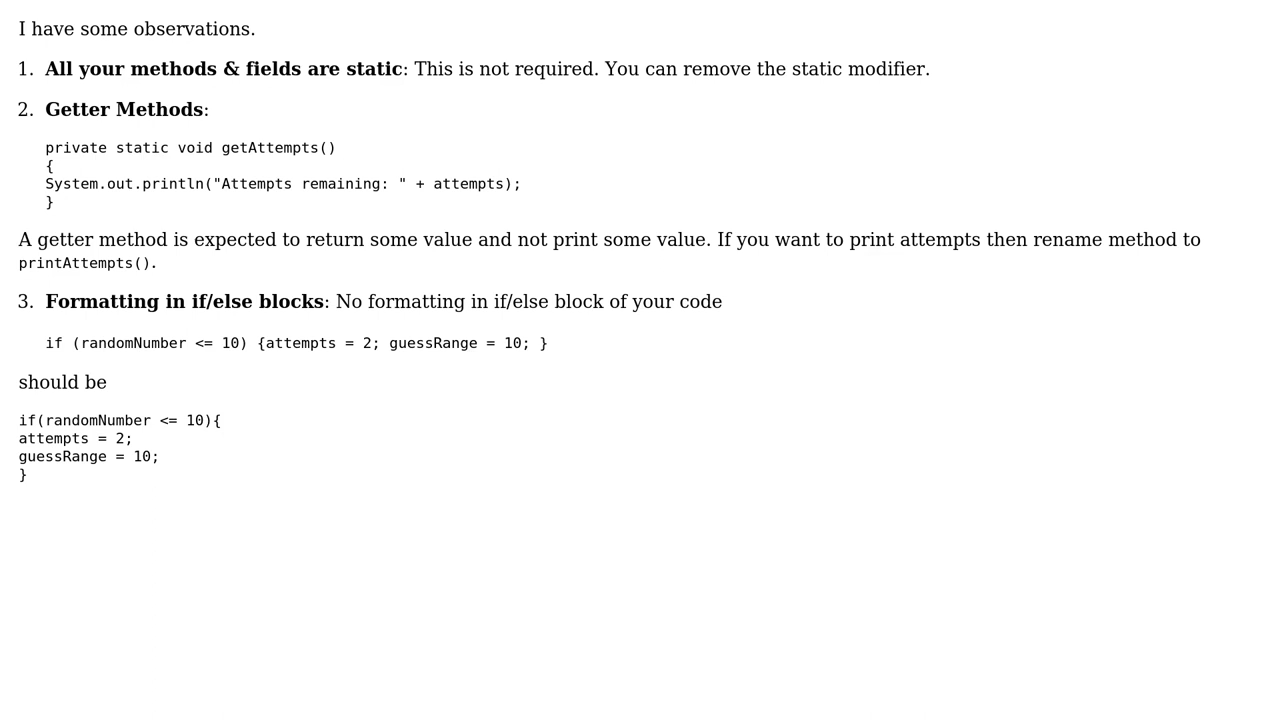 I have some observations.
1. All your methods & fields are static: This is not required. You can remove the static modifier.
2. Getter Methods:
private static void getAttempts()
{
System.out.println("Attempts remaining: " + attempts);
}
A getter method is expected to return some value and not print some value. If you want to print attempts then rename method to
printAttempts().
3. Formatting in if/else blocks: No formatting in if/else block of your code
if (randomNumber <= 10) {attempts = 2; guessRange = 10; }
should be
if(randomNumber <= 10){
attempts = 2;
guessRange = 10;
}